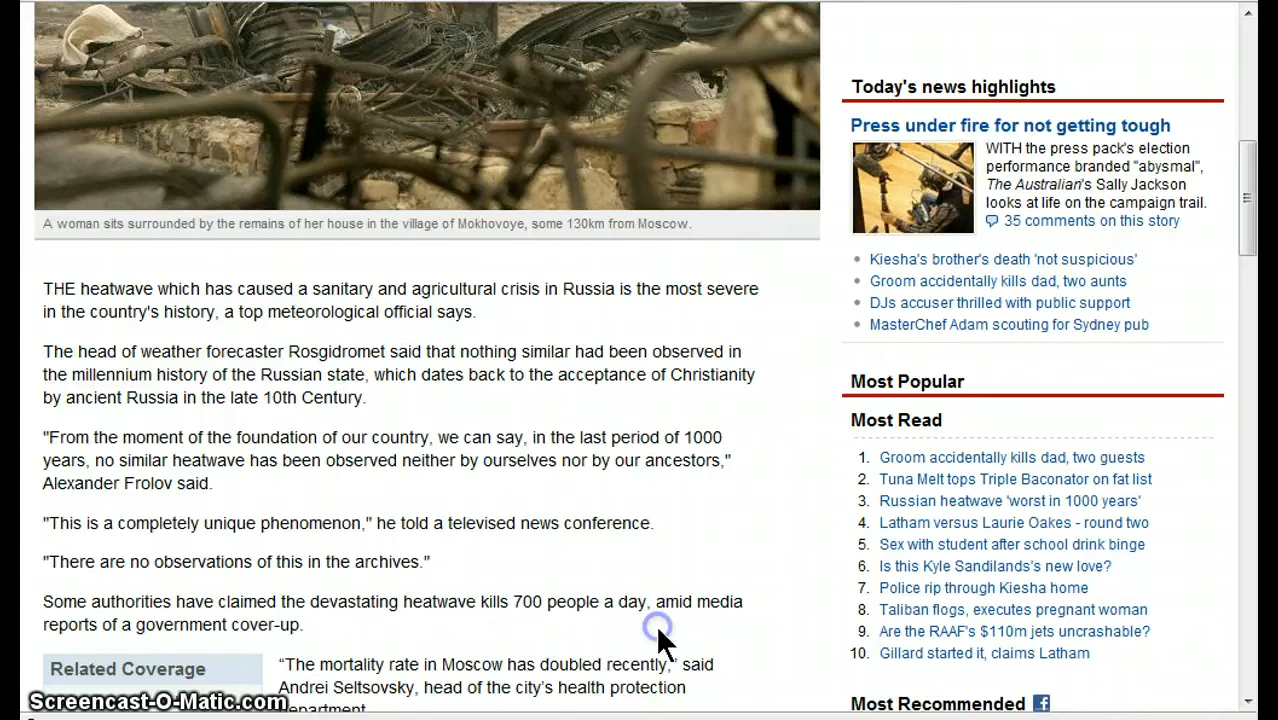 A woman sits surrounded by the remains of her house in the village of Mokhovoye, some 130km from Moscow.
THE heatwave which has caused a sanitary and agricultural crisis in Russia is the most severe
in the country's history, a top meteorological official says.
The head of weather forecaster Rosgidromet said that nothing similar had been observed in
the millennium history of the Russian state, which dates back to the acceptance of Christianity
by ancient Russia in the late 10th Century.
"From the moment of the foundation of our country, we can say, in the last period of 1000
years, no similar heatwave has been observed neither by ourselves nor by our ancestors,"
Alexander Frolov said.
"This is a completely unique phenomenon," he told a televised news conference.
"There are no observations of this in the archives."
Some authorities have claimed the devastating heatwave kills 700 people a day, amid media
reports of a government cover-up.
Related Coverage
“The mortality rate in Moscow has doubled recently,” said
Andrei Seltsovsky, head of the city’s health protection
department
Screencast-O-Matic.com
Today's news highlights
Press under fire for not getting tough
WITH the press pack's election
performance branded "abysmal",
The Australian's Sally Jackson
looks at life on the campaign trail.
35 comments on this story
Kiesha's brother's death 'not suspicious'
Groom accidentally kills dad, two aunts
DJs accuser thrilled with public support
MasterChef Adam scouting for Sydney pub
Most Popular
Most Read
1. Groom accidentally kills dad, two guests
2. Tuna Melt tops Triple Baconator on fat list
3. Russian heatwave 'worst in 1000 years'
4. Latham versus Laurie Oakes - round two
5. Sex with student after school drink binge
6. Is this Kyle Sandilands's new love?
7. Police rip through Kiesha home
8. Taliban flogs, executes pregnant woman
9. Are the RAAF's $110m jets uncrashable?
10. Gillard started it, claims Latham
Most Recommended